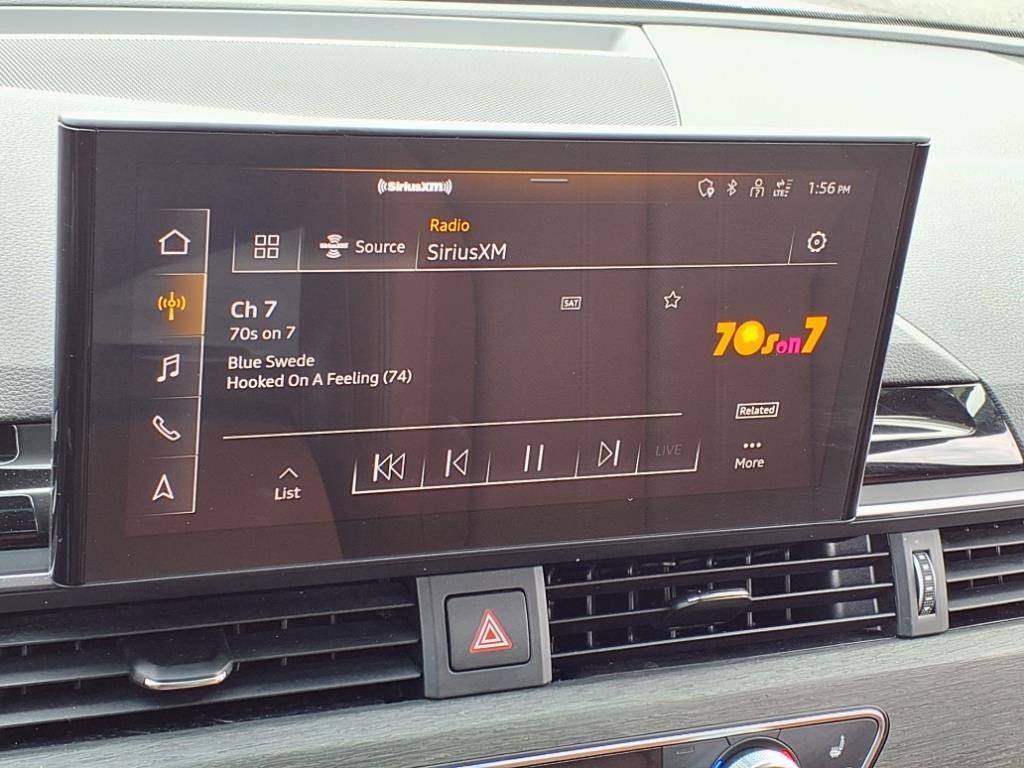 ((SiriusXM))
LTE
1:56 PM
Source
Radio
SiriusXM
Ch 7
SAT
70s on 7
70s on 7
Blue Swede
Hooked On A Feeling (74)
Related
LIVE
List
More